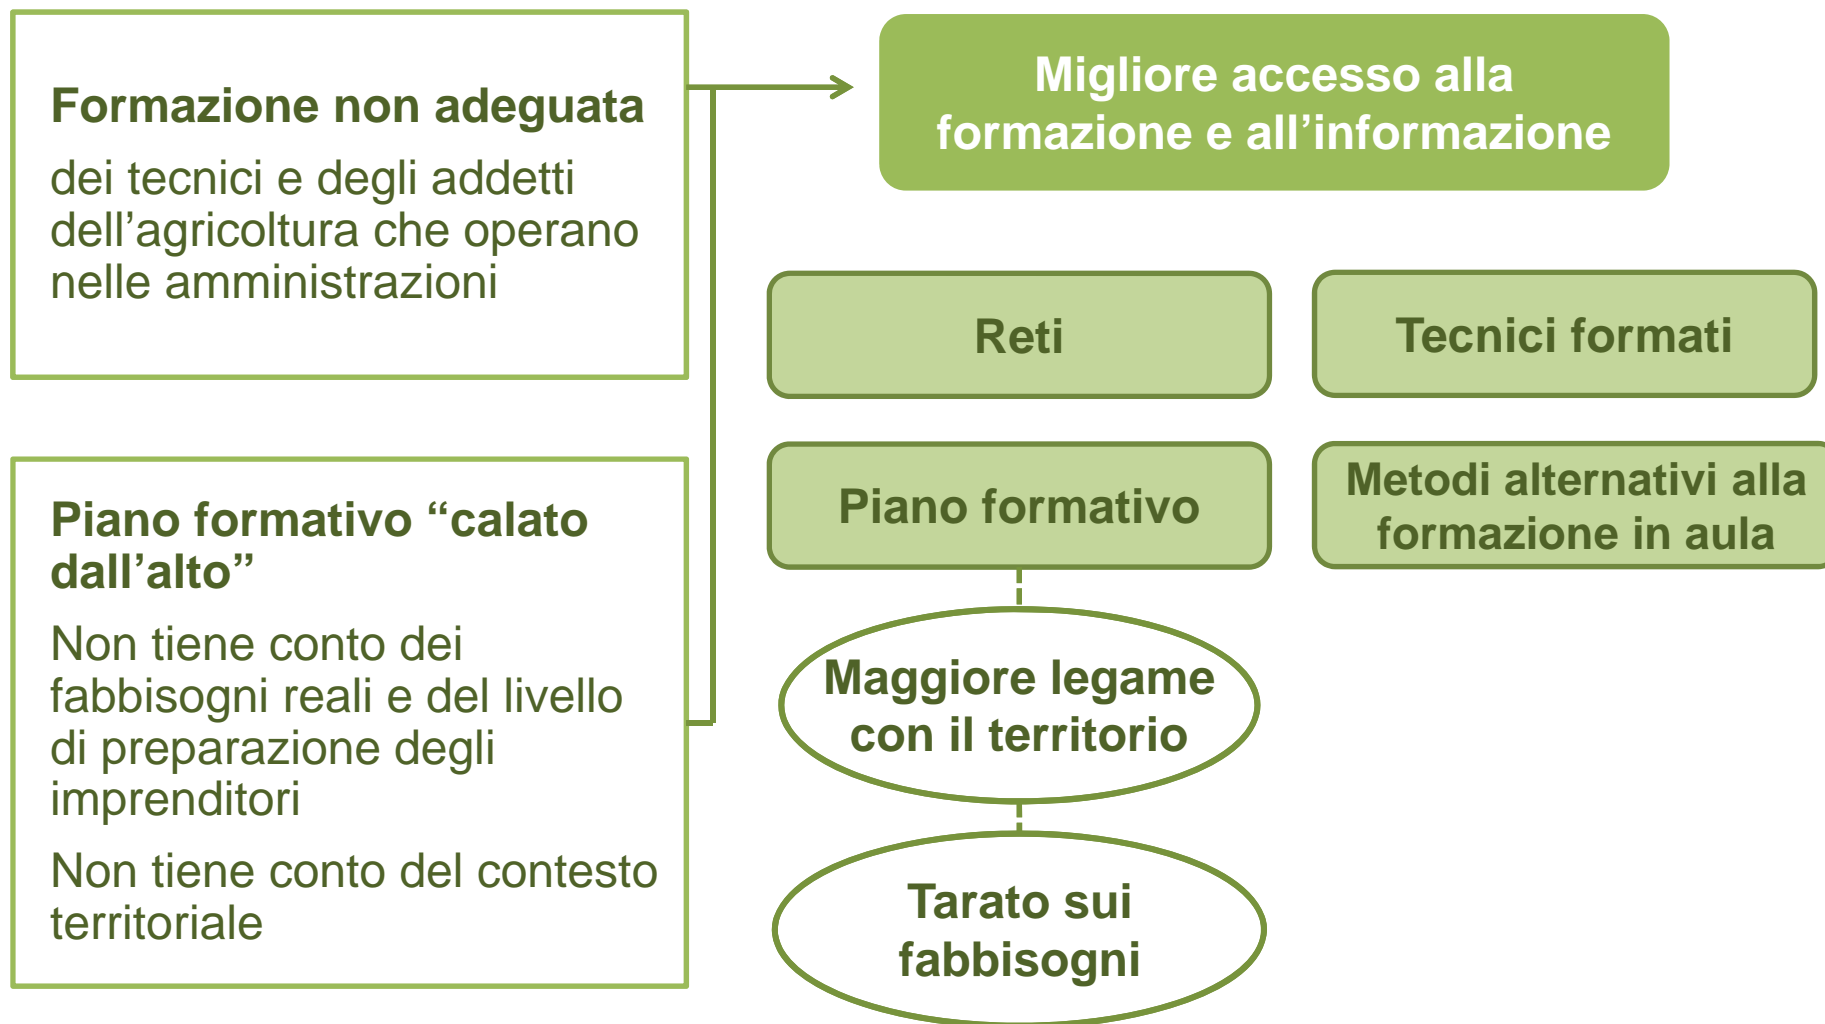 Formazione non adeguata
dei tecnici e degli addetti
dell’agricoltura che operano
nelle amministrazioni
Piano formativo “calato
dall’alto”
Non tiene conto dei
fabbisogni reali e del livello
di preparazione degli
imprenditori
Non tiene conto del contesto
territoriale
Migliore accesso alla
formazione e all’informazione
Reti
Tecnici formati
Piano formativo
Metodi alternativi alla
formazione in aula
Maggiore legame
con il territorio
Tarato sui
fabbisogni